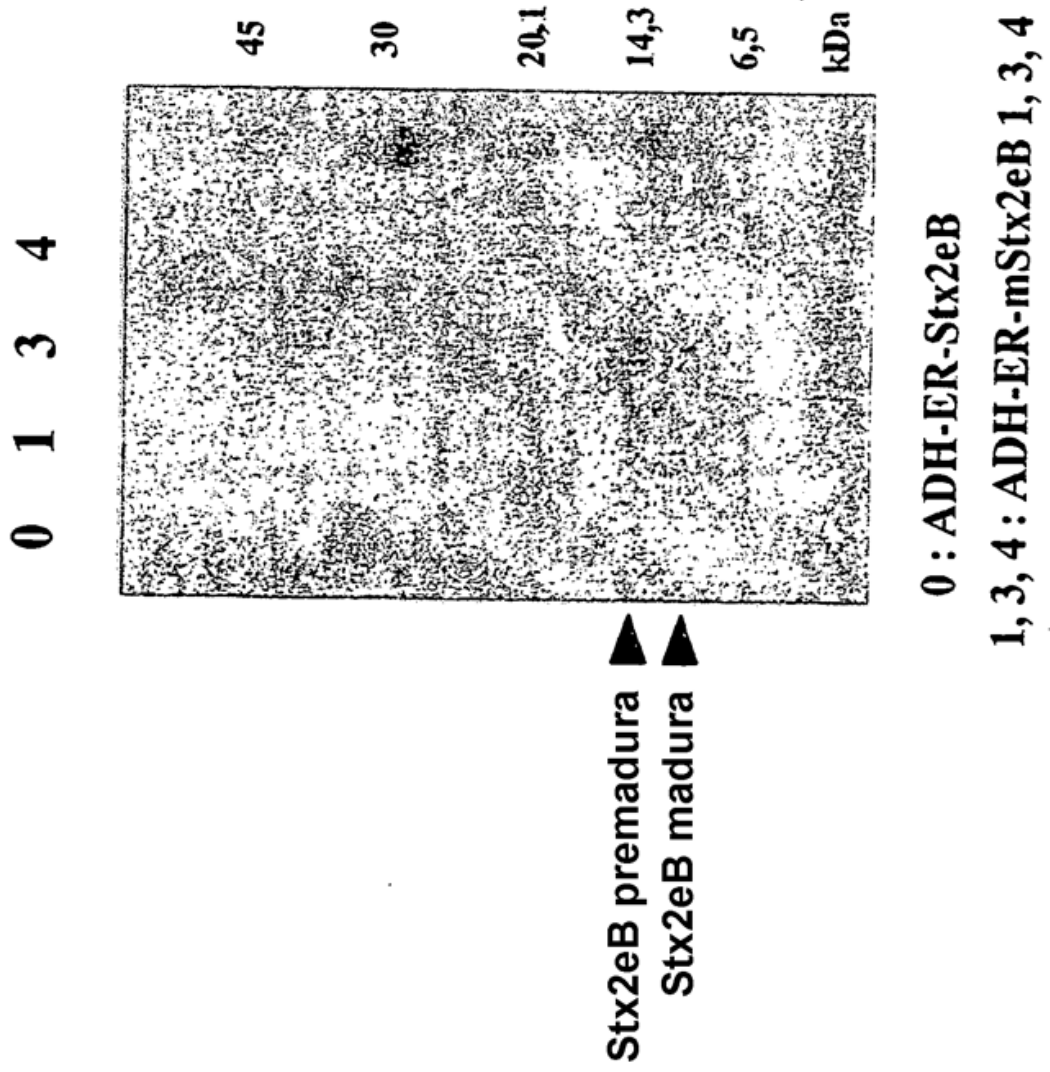 0 1 3 4
45
30
20,1
14,3
6,5
kDa
Stx2eB premadura
Stx2eB madura
0 : ADH-ER-Stx2eB
1, 3, 4 : ADH-ER-mStx2eB 1, 3, 4